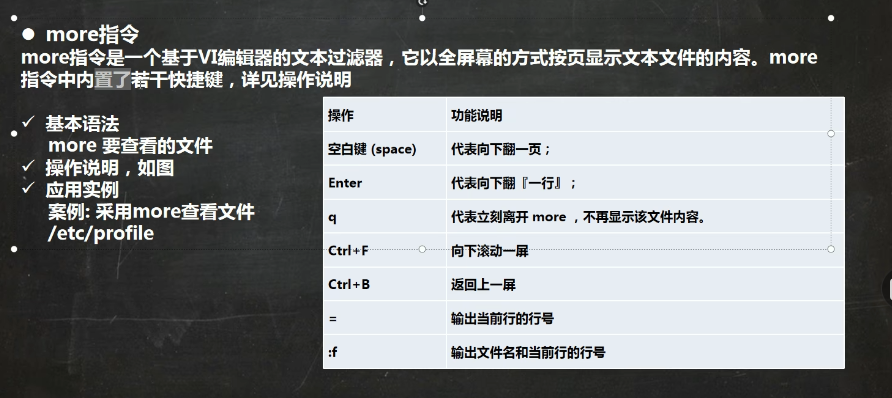 ● more指令
more指令是一个基于VI编辑器的文本过滤器，它以全屏幕的方式按页显示文本文件的内容。more
指令中内置了若干快捷键，详见操作说明
✓ 基本语法
more 要查看的文件
✓ 操作说明，如图
✓ 应用实例
案例: 采用more查看文件
/etc/profile
操作 功能说明
空白键 (space) 代表向下翻一页；
Enter 代表向下翻『一行』；
q 代表立刻离开 more ，不再显示该文件内容。
Ctrl+F 向下滚动一屏
Ctrl+B 返回上一屏
= 输出当前行的行号
:f 输出文件名和当前行的行号